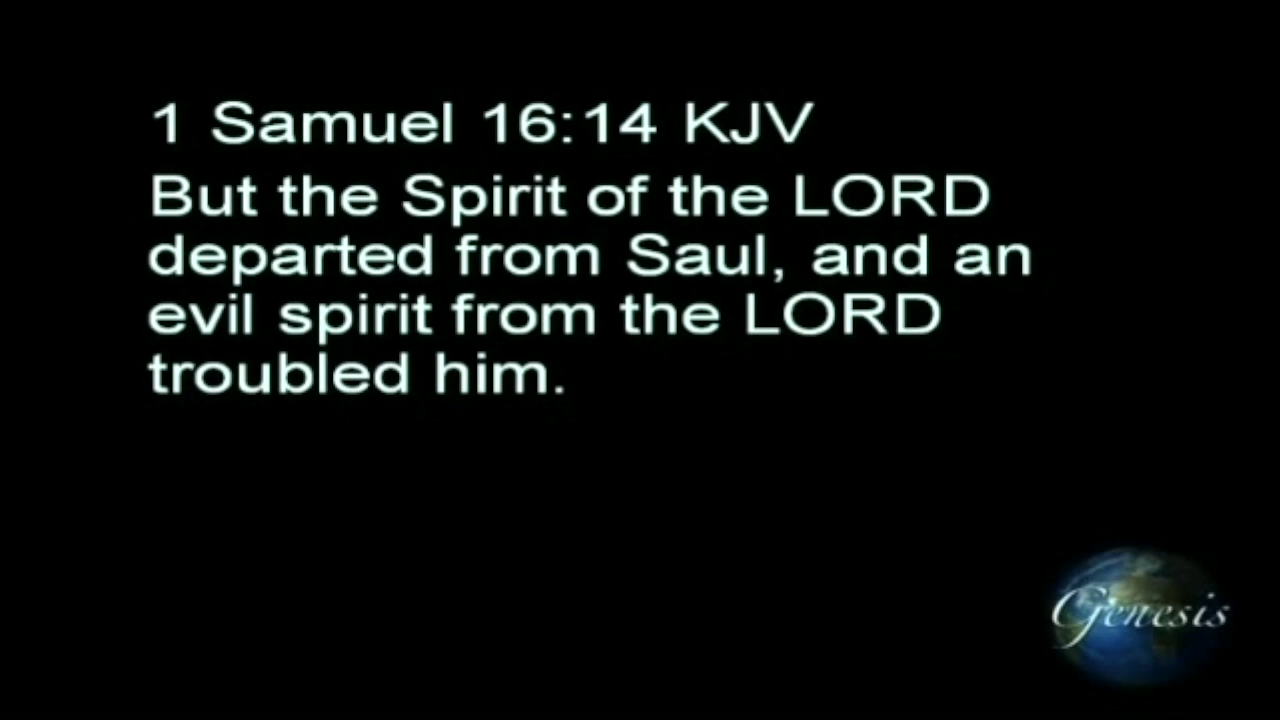 1 Samuel 16:14 KJV
But the Spirit of the LORD
departed from Saul, and an
evil spirit from the LORD
troubled him.
Genesis